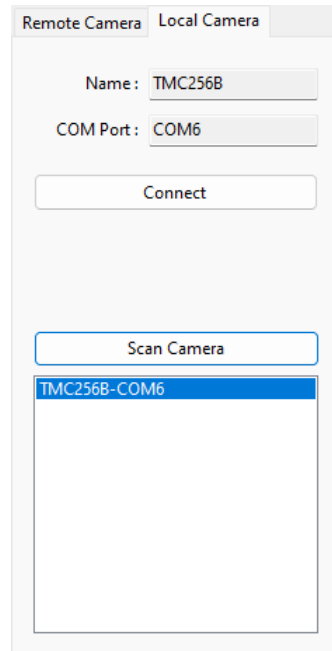 Remote Camera Local Camera
Name : TMC256B
COM Port : COM6
Connect
Scan Camera
TMC256B-COM6